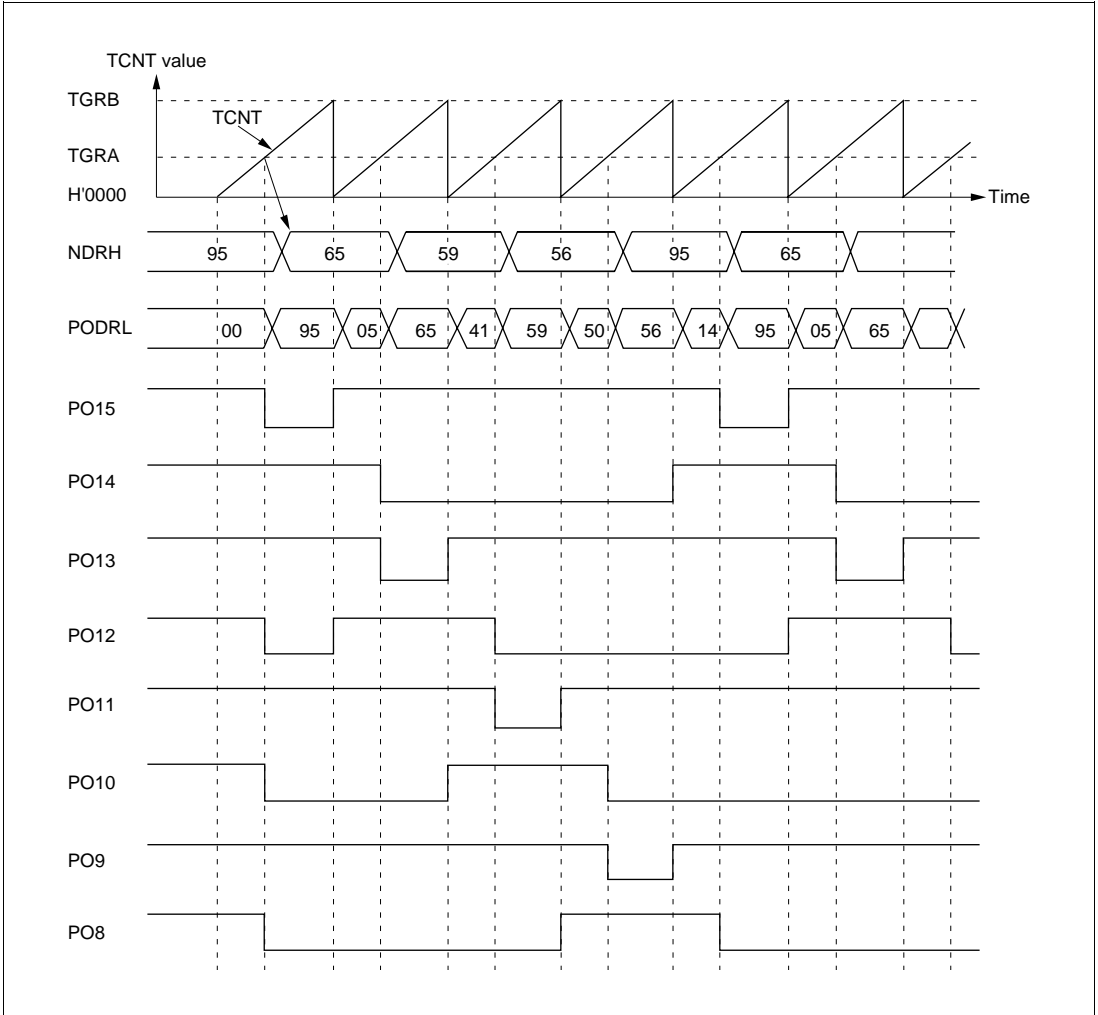 TCNT value
TGRB
TCNT
TGRA
H'0000
Time
NDRH 95 65 59 56 95 65
PODRL 00 95 05 65 41 59 50 56 14 95 05 65
PO15
PO14
PO13
PO12
PO11
PO10
PO9
PO8